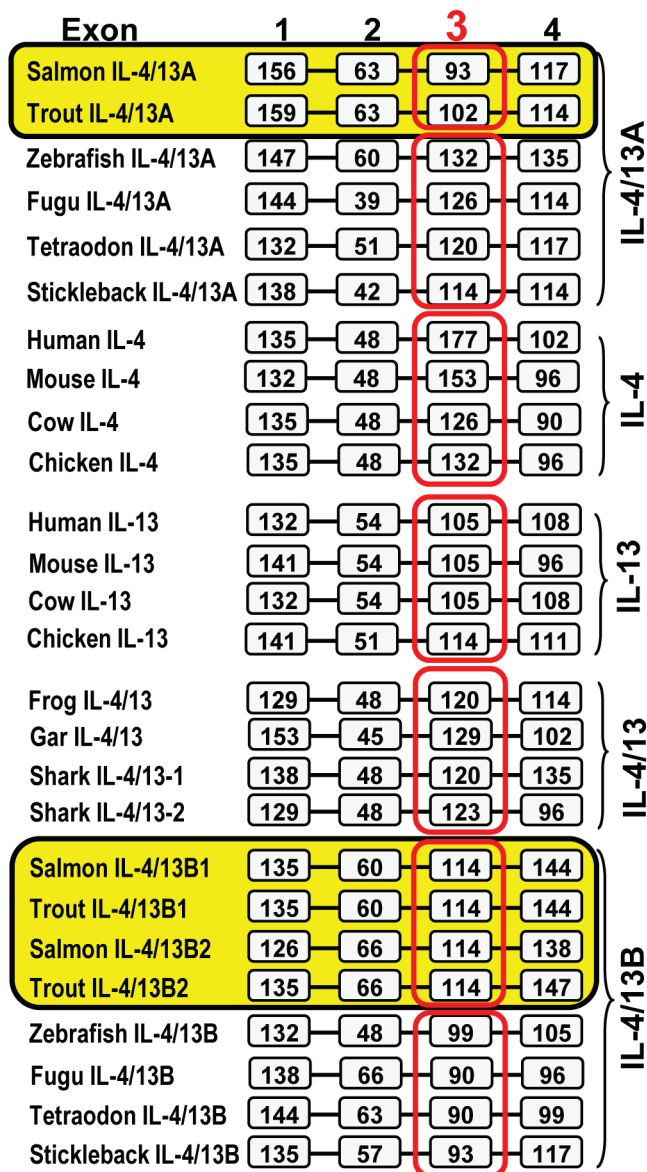 Exon 1 2 3 4
Salmon IL-4/13A 156 63 93 117
Trout IL-4/13A 159 63 102 114
Zebrafish IL-4/13A 147 60 132 135
Fugu IL-4/13A 144 39 126 114
Tetraodon IL-4/13A 132 51 120 117
Stickleback IL-4/13A 138 42 114 114
IL-4/13A
Human IL-4 135 48 177 102
Mouse IL-4 132 48 153 96
Cow IL-4 135 48 126 90
Chicken IL-4 135 48 132 96
IL-4
Human IL-13 132 54 105 108
Mouse IL-13 141 54 105 96
Cow IL-13 132 54 105 108
Chicken IL-13 141 51 114 111
IL-13
Frog IL-4/13 129 48 120 114
Gar IL-4/13 153 45 129 102
Shark IL-4/13-1 138 48 120 135
Shark IL-4/13-2 129 48 123 96
IL-4/13
Salmon IL-4/13B1 135 60 114 144
Trout IL-4/13B1 135 60 114 144
Salmon IL-4/13B2 126 66 114 138
Trout IL-4/13B2 135 66 114 147
Zebrafish IL-4/13B 132 48 99 105
Fugu IL-4/13B 138 66 90 96
Tetraodon IL-4/13B 144 63 90 99
Stickleback IL-4/13B 135 57 93 117
IL-4/13B